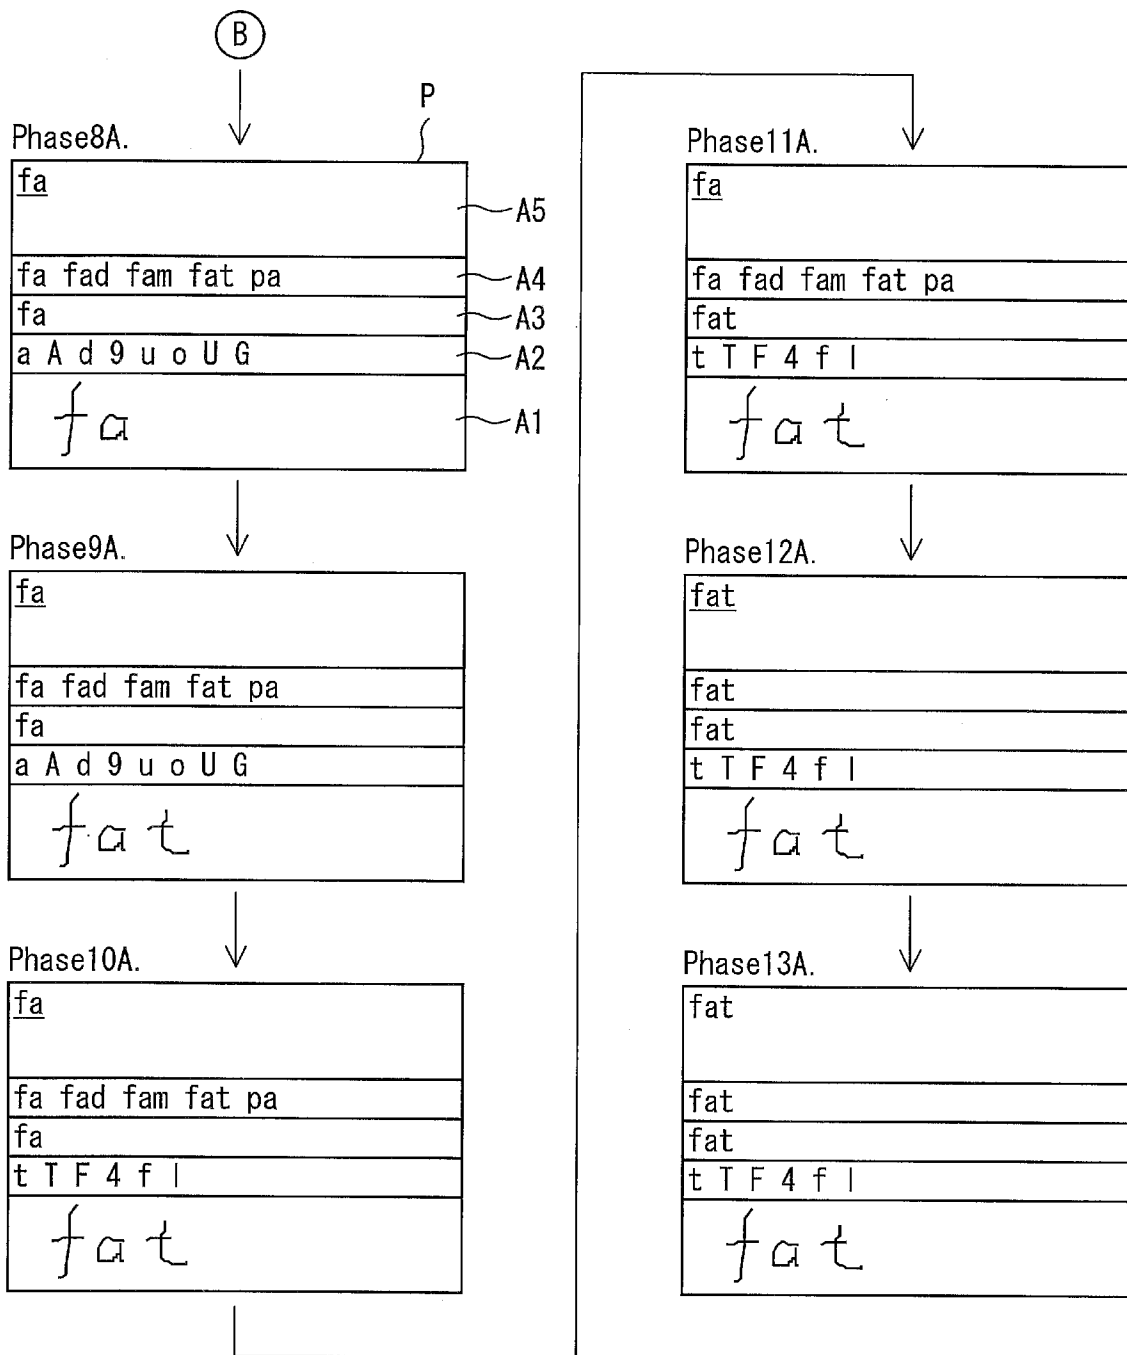 B
P
Phase8A.
fa
A5
fa fad fam fat pa
A4
fa
A3
a A d 9 u o U G
A2
fa
A1
Phase9A.
fa
fa fad fam fat pa
fa
a A d 9 u o U G
fat
Phase10A.
fa
fa fad fam fat pa
fa
t T F 4 f l
fat
Phase11A.
fa
fa fad fam fat pa
fat
t T F 4 f l
fat
Phase12A.
fat
fat
fat
t T F 4 f l
fat
Phase13A.
fat
fat
fat
t T F 4 f l
fat